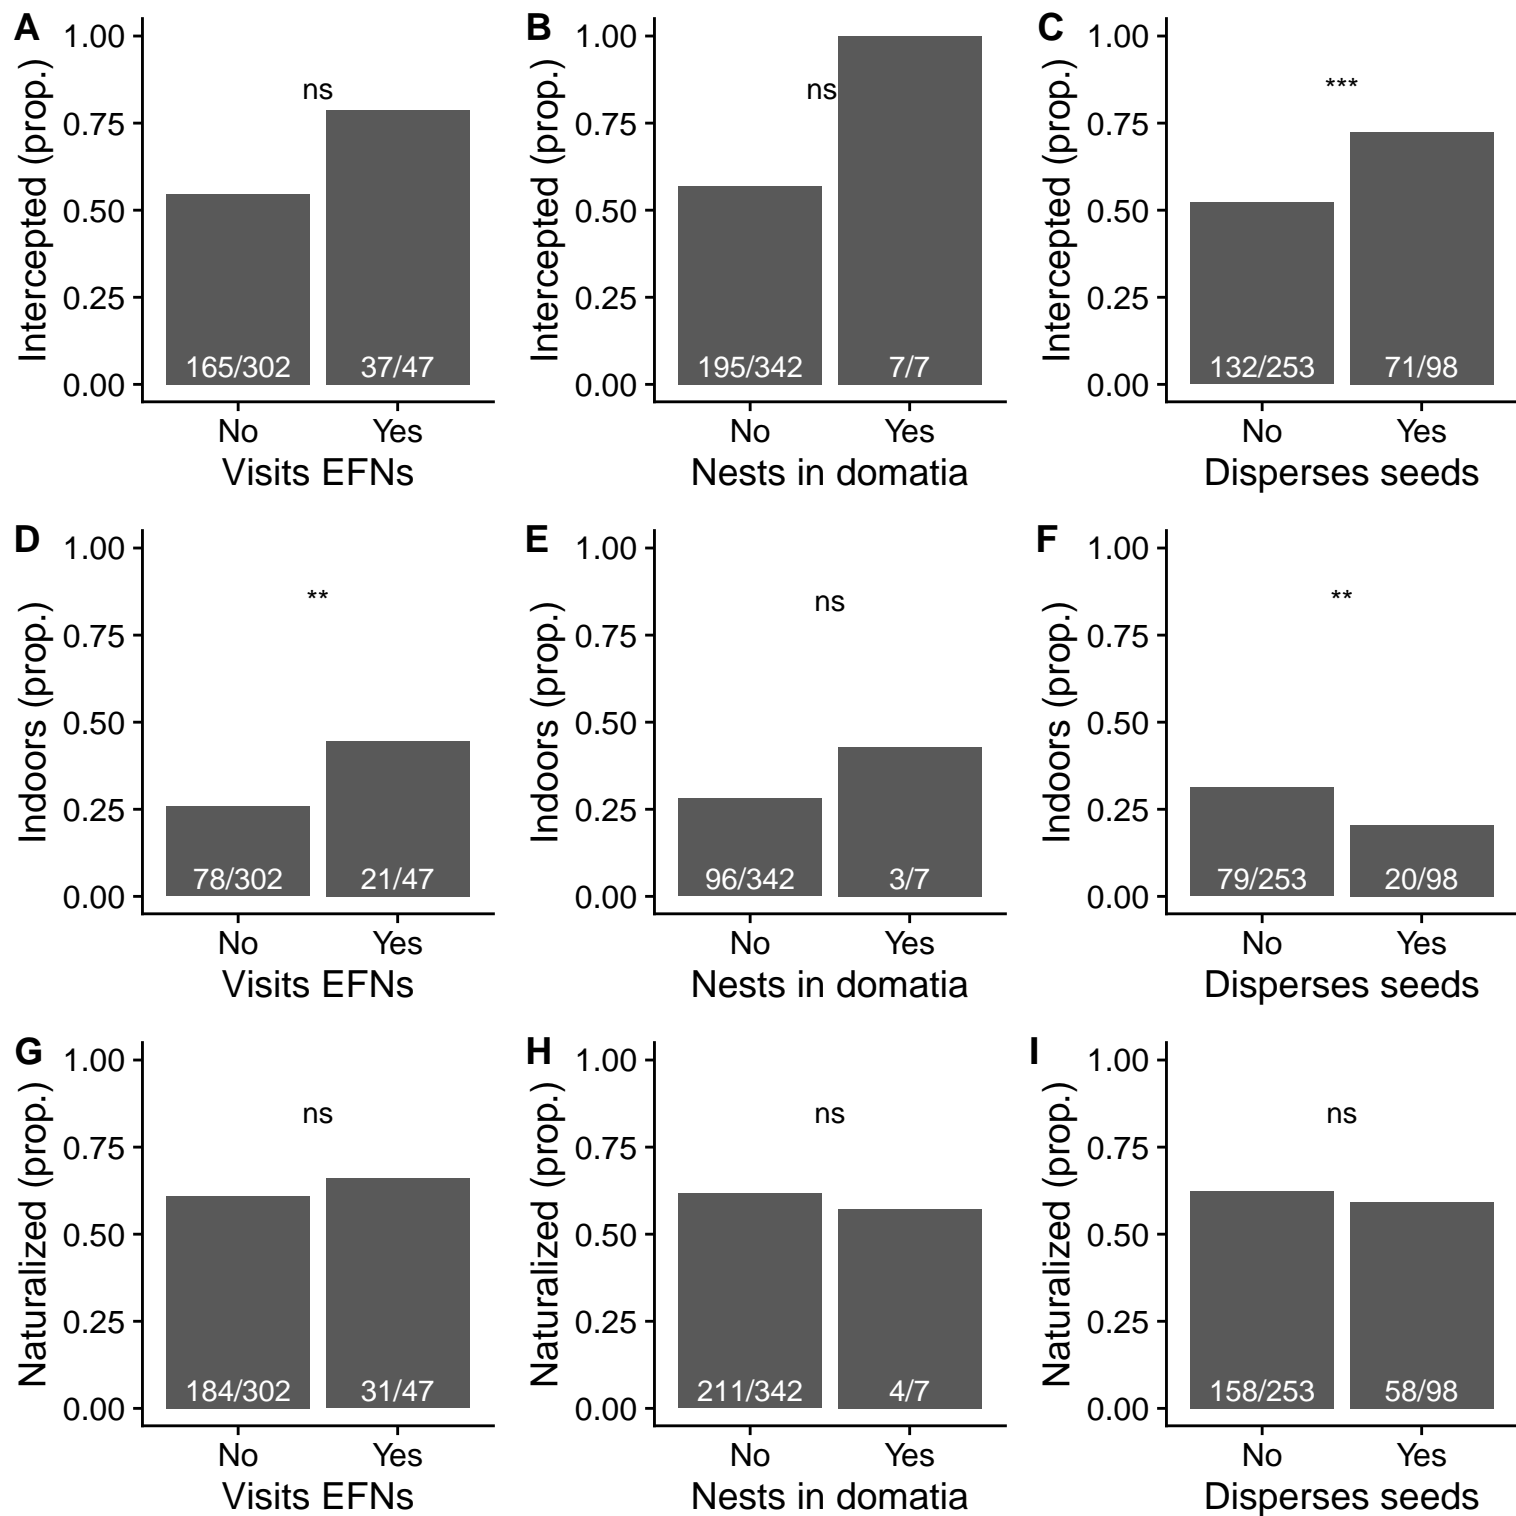 A
Intercepted (prop.)
1.00
0.75
0.50
0.25
0.00
ns
165/302
37/47
No
Yes
Visits EFNs
B
Intercepted (prop.)
1.00
0.75
0.50
0.25
0.00
ns
195/342
7/7
No
Yes
Nests in domatia
C
Intercepted (prop.)
1.00
0.75
0.50
0.25
0.00
***
132/253
71/98
No
Yes
Disperses seeds
D
Indoors (prop.)
1.00
0.75
0.50
0.25
0.00
**
78/302
21/47
No
Yes
Visits EFNs
E
Indoors (prop.)
1.00
0.75
0.50
0.25
0.00
ns
96/342
3/7
No
Yes
Nests in domatia
F
Indoors (prop.)
1.00
0.75
0.50
0.25
0.00
**
79/253
20/98
No
Yes
Disperses seeds
G
Naturalized (prop.)
1.00
0.75
0.50
0.25
0.00
ns
184/302
31/47
No
Yes
Visits EFNs
H
Naturalized (prop.)
1.00
0.75
0.50
0.25
0.00
ns
211/342
4/7
No
Yes
Nests in domatia
I
Naturalized (prop.)
1.00
0.75
0.50
0.25
0.00
ns
158/253
58/98
No
Yes
Disperses seeds